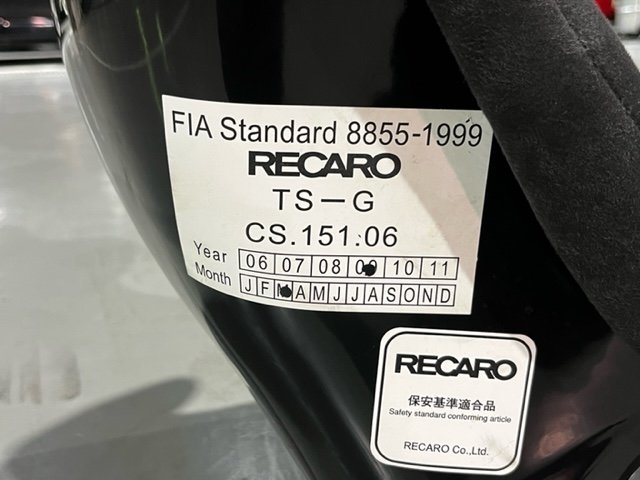 FIA Standard 8855-1999
RECARO
TS-G
CS.151.06
Year 06 07 08 09 10 11
Month J F M A M J J A S O N D
RECARO
保安基準適合品
Safety standard conforming article
RECARO Co.,Ltd.